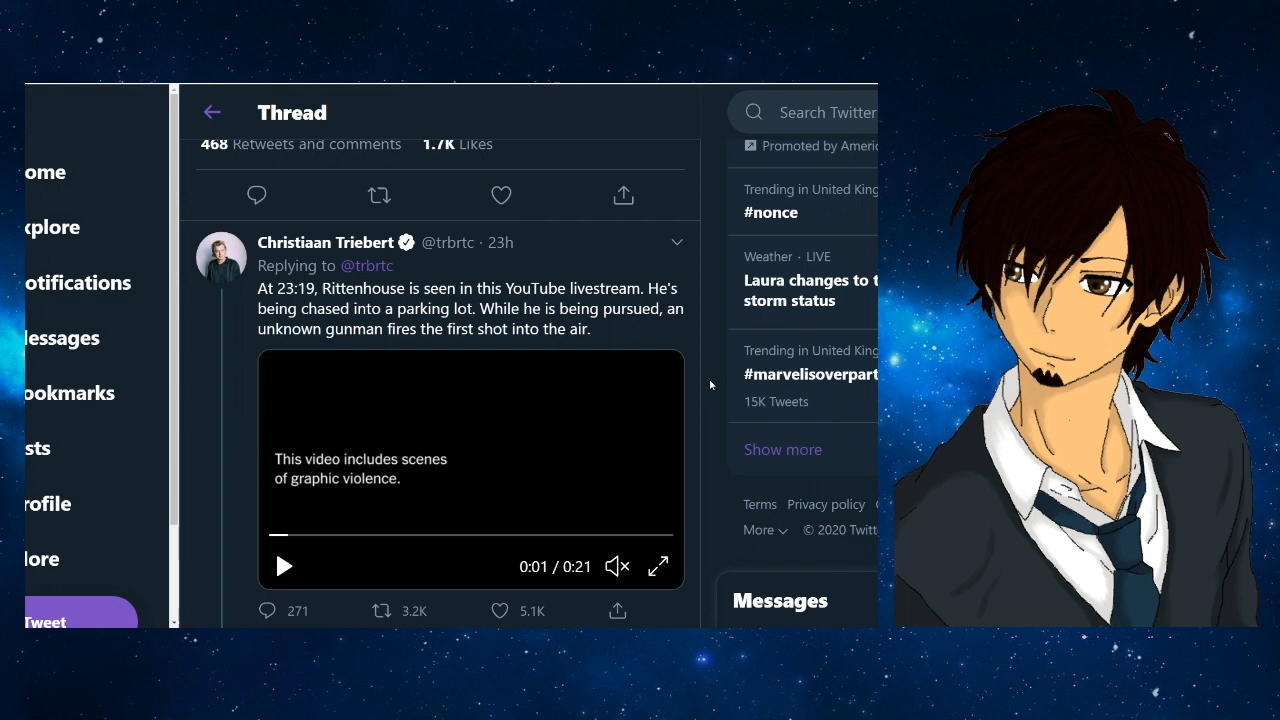 ome
xplore
otifications
lessages
ookmarks
sts
rofile
lore
Tweet
Thread
468 Retweets and comments 1.7K Likes
Christiaan Triebert @trbrtc · 23h
Replying to @trbrtc
At 23:19, Rittenhouse is seen in this YouTube livestream. He's
being chased into a parking lot. While he is being pursued, an
unknown gunman fires the first shot into the air.
This video includes scenes
of graphic violence.
0:01 / 0:21
271 3.2K 5.1K
Search Twitter
Promoted by Americ
Trending in United King
#nonce
Weather · LIVE
Laura changes to t
storm status
Trending in United King
#marvelisoverpart
15K Tweets
Show more
Terms Privacy policy
More © 2020 Twitt
Messages